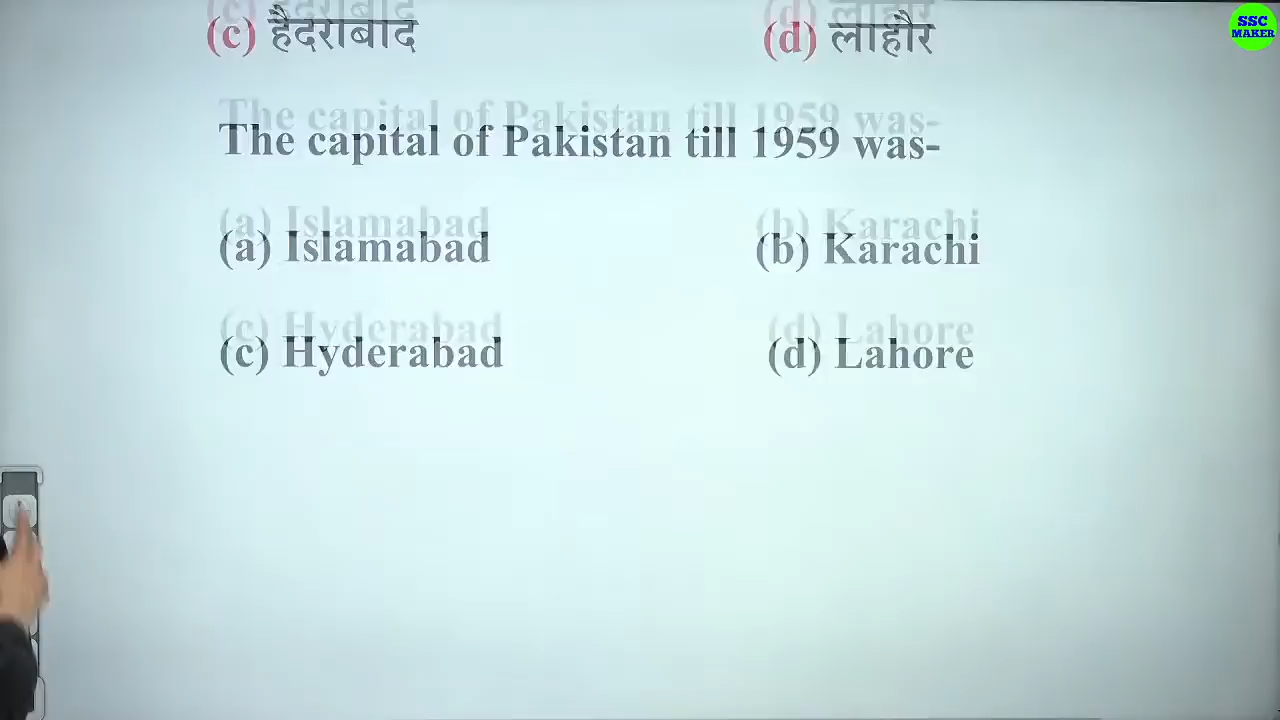 (c) हैदराबाद (d) लाहौर
The capital of Pakistan till 1959 was-
(a) Islamabad (b) Karachi
(c) Hyderabad (d) Lahore
SSC
MAKER